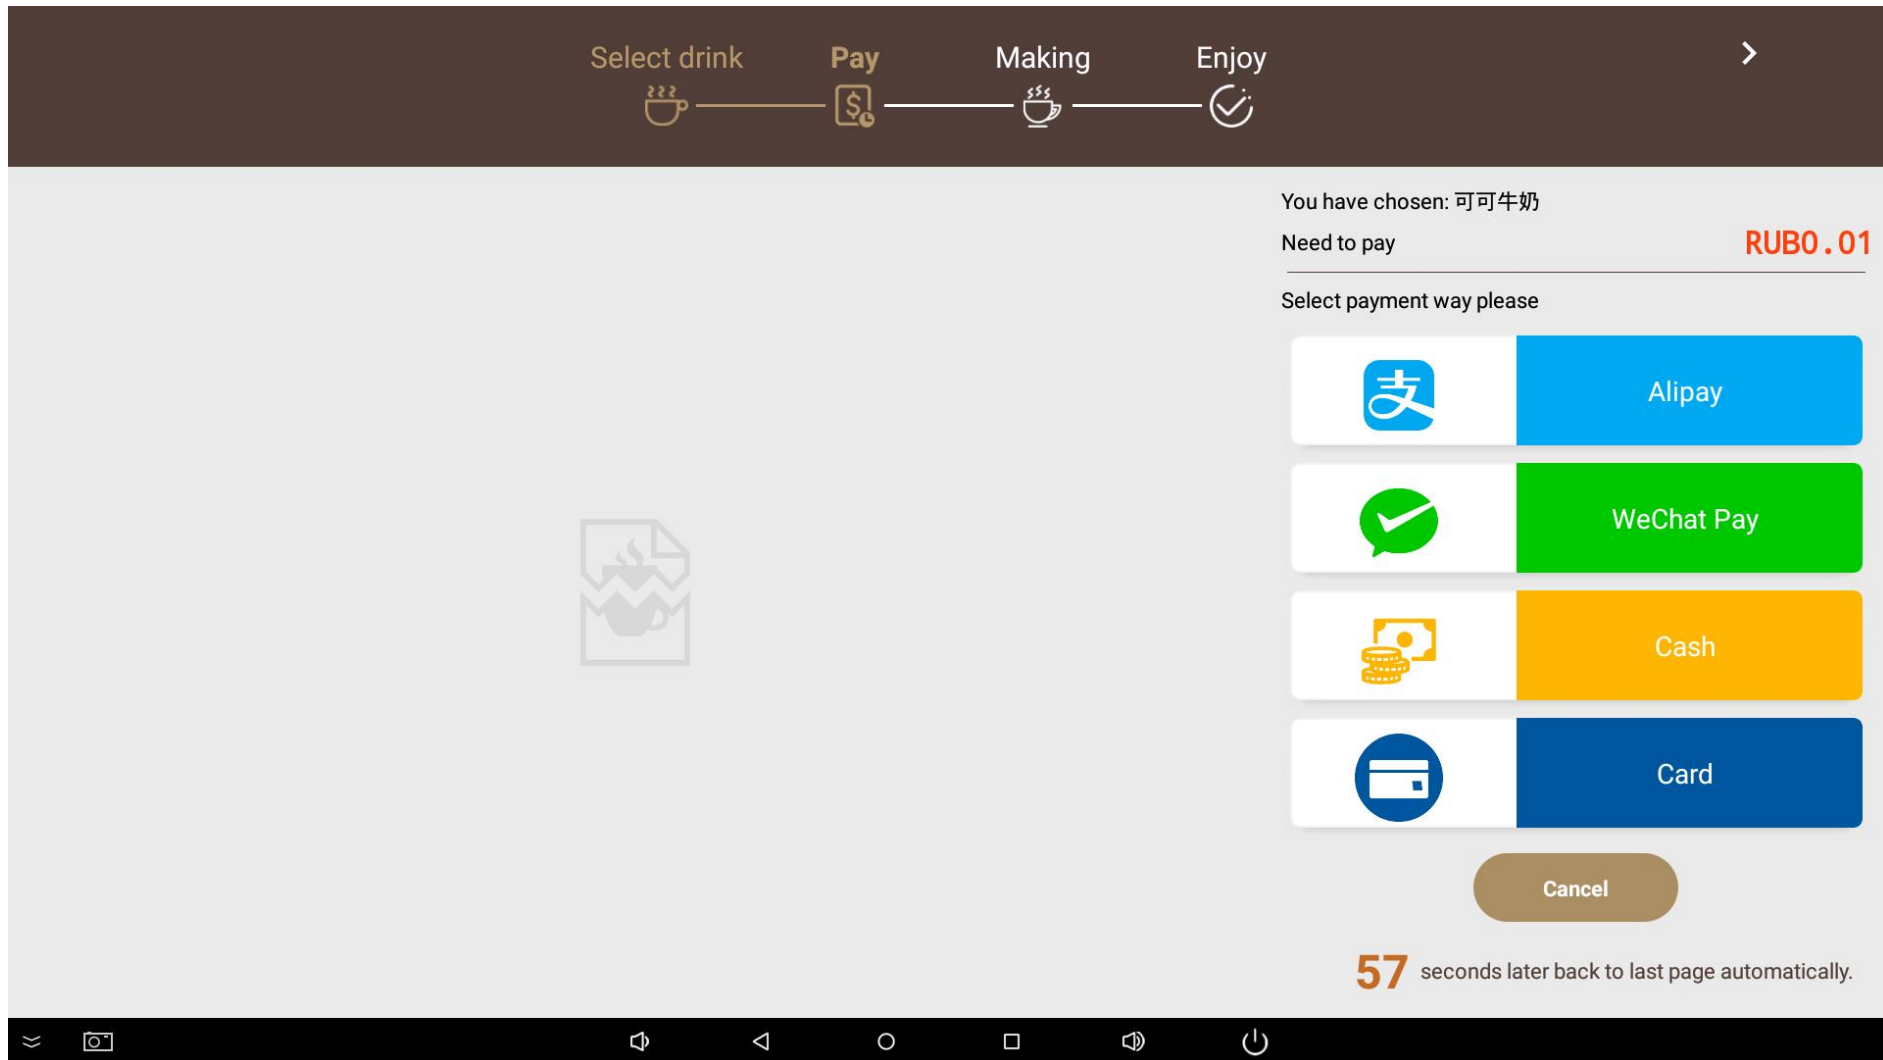 Select drink
Pay
Making
Enjoy
You have chosen: 可可牛奶
Need to pay
RUB0.01
Select payment way please
支
Alipay
WeChat Pay
Cash
Card
Cancel
57 seconds later back to last page automatically.